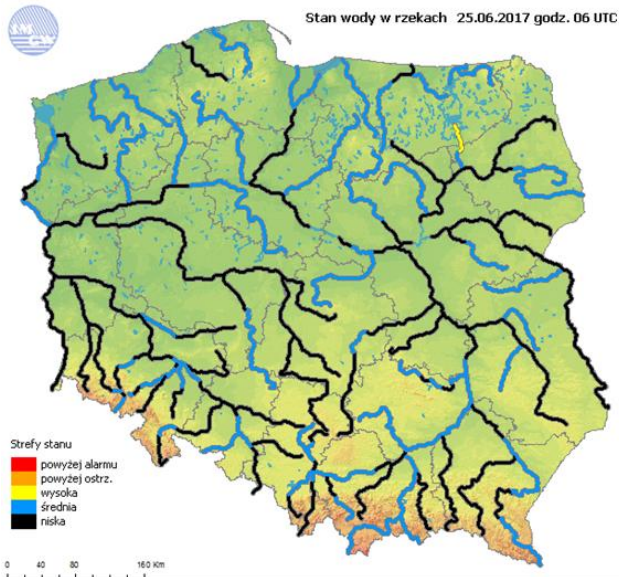 Stan wody w rzekach 25.06.2017 godz. 06 UTC
Strefy stanu
powyżej alarmu
powyżej ostrz.
wysoka
średnia
niska
0 40 80 160 Km